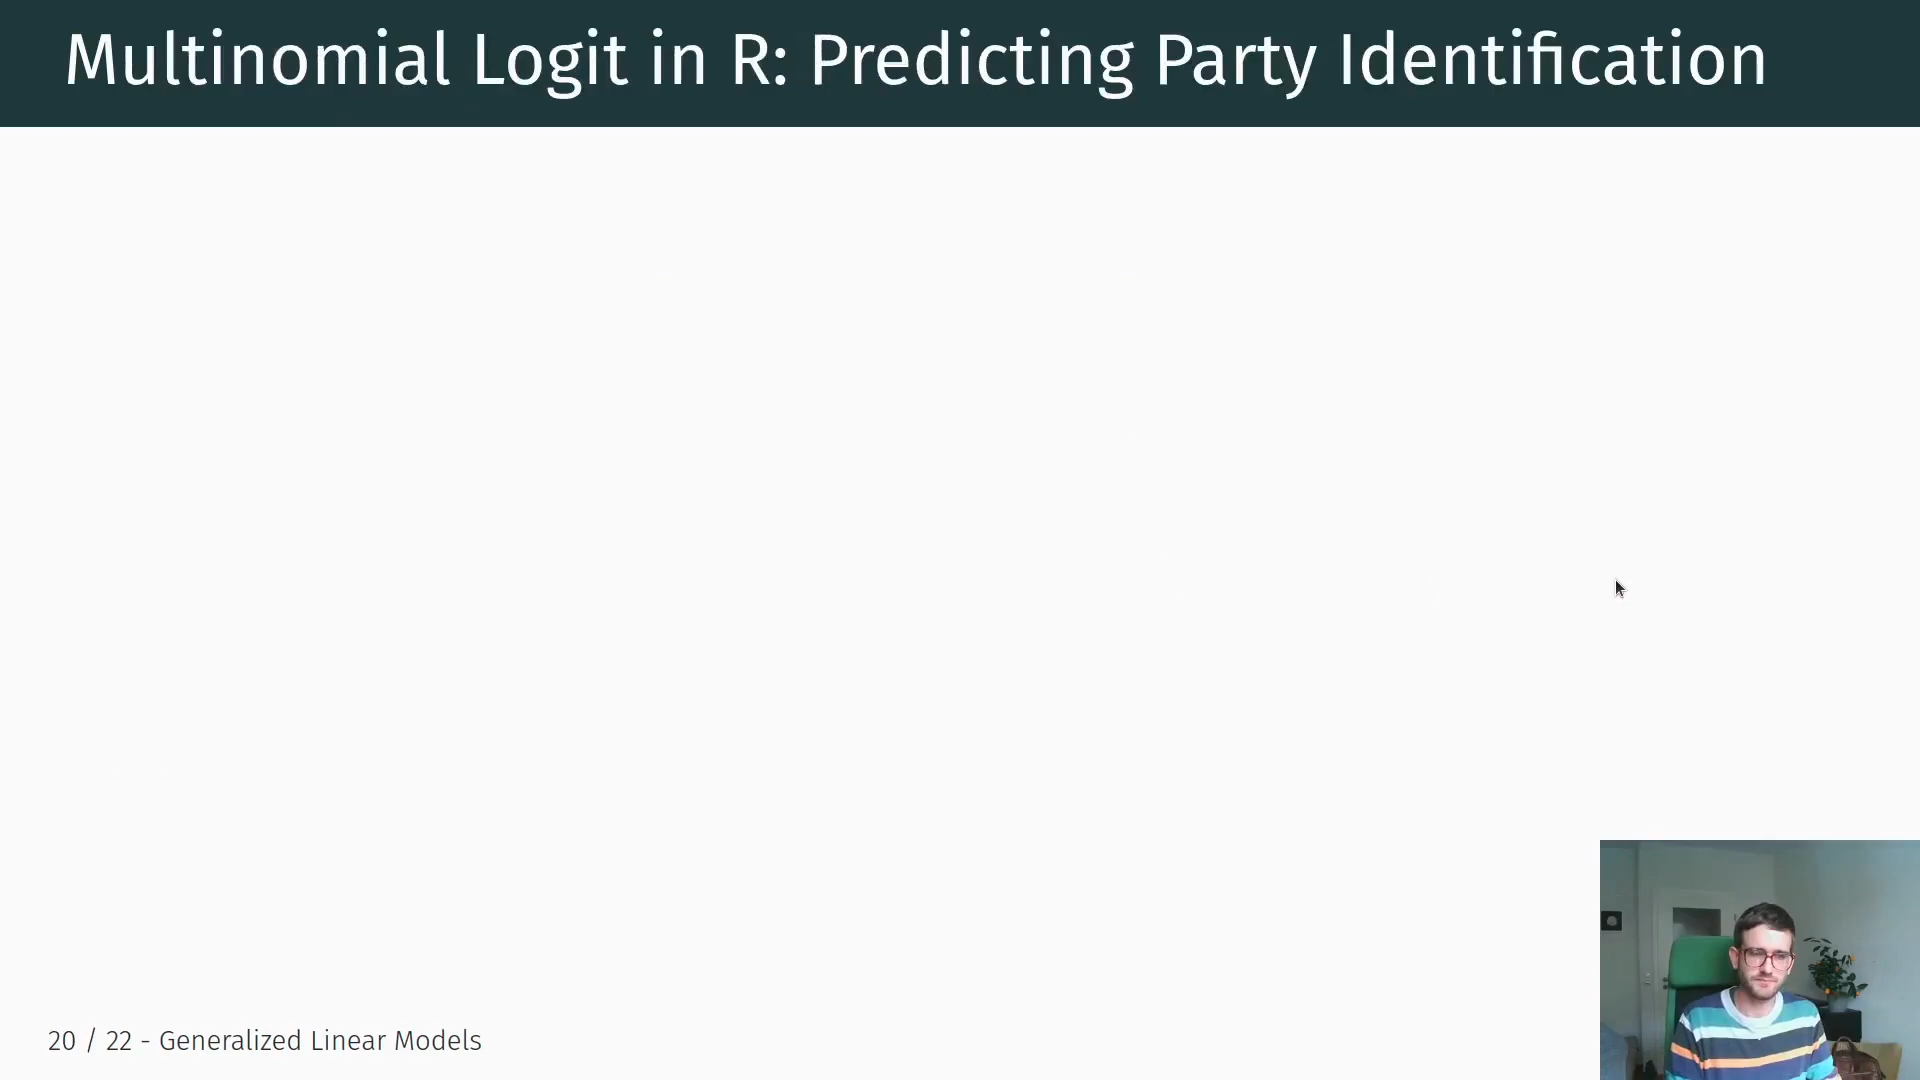 Multinomial Logit in R: Predicting Party Identification
20 / 22 - Generalized Linear Models